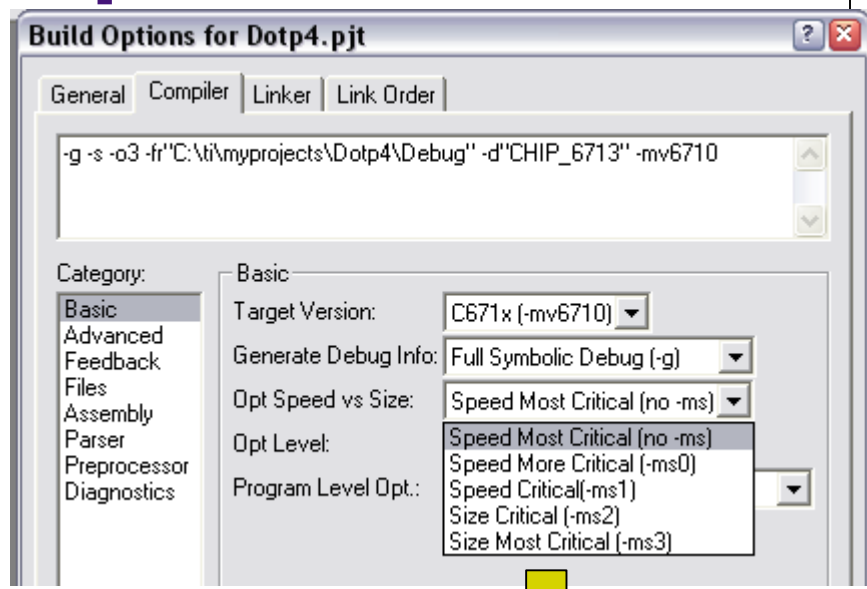 Build Options for Dotp4.pjt
General Compiler Linker Link Order
-g -s -o3 -fr"C:\ti\myprojects\Dotp4\Debug" -d"CHIP_6713" -mv6710
Category:
Basic
Advanced
Feedback
Files
Assembly
Parser
Preprocessor
Diagnostics
Basic
Target Version: C671x (-mv6710)
Generate Debug Info: Full Symbolic Debug (-g)
Opt Speed vs Size: Speed Most Critical (no -ms)
Opt Level:
Program Level Opt.:
Speed Most Critical (no -ms)
Speed More Critical (-ms0)
Speed Critical(-ms1)
Size Critical (-ms2)
Size Most Critical (-ms3)